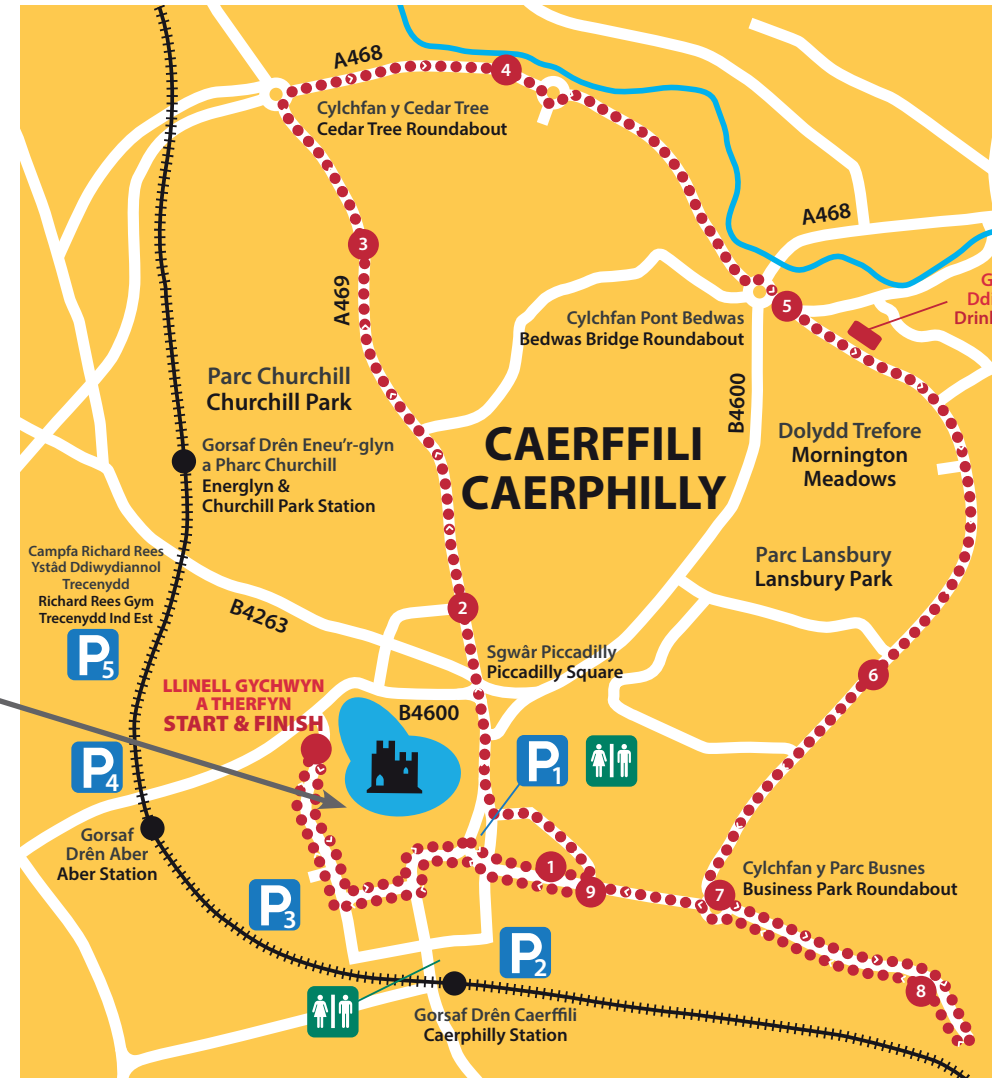 A468
4
Cylchfan y Cedar Tree
Cedar Tree Roundabout
3
A469
A468
5
Cylchfan Pont Bedwas
Bedwas Bridge Roundabout
B4600
Parc Churchill
Churchill Park
CAERFFILI
CAERPHILLY
Dolydd Trefore
Mornington
Meadows
Gorsaf Drên Eneu'r-glyn
a Pharc Churchill
Energlyn &
Churchill Park Station
Campfa Richard Rees
Ystâd Ddiwydiannol
Trecenydd
Richard Rees Gym
Trecenydd Ind Est
P5
B4263
2
Parc Lansbury
Lansbury Park
Sgwâr Piccadilly
Piccadilly Square
6
LLINELL GYCHWYN
A THERFYN
START & FINISH
B4600
P4
P1
Gorsaf
Drên Aber
Aber Station
1
9
7
Cylchfan y Parc Busnes
Business Park Roundabout
P3
P2
8
Gorsaf Drên Caerffili
Caerphilly Station